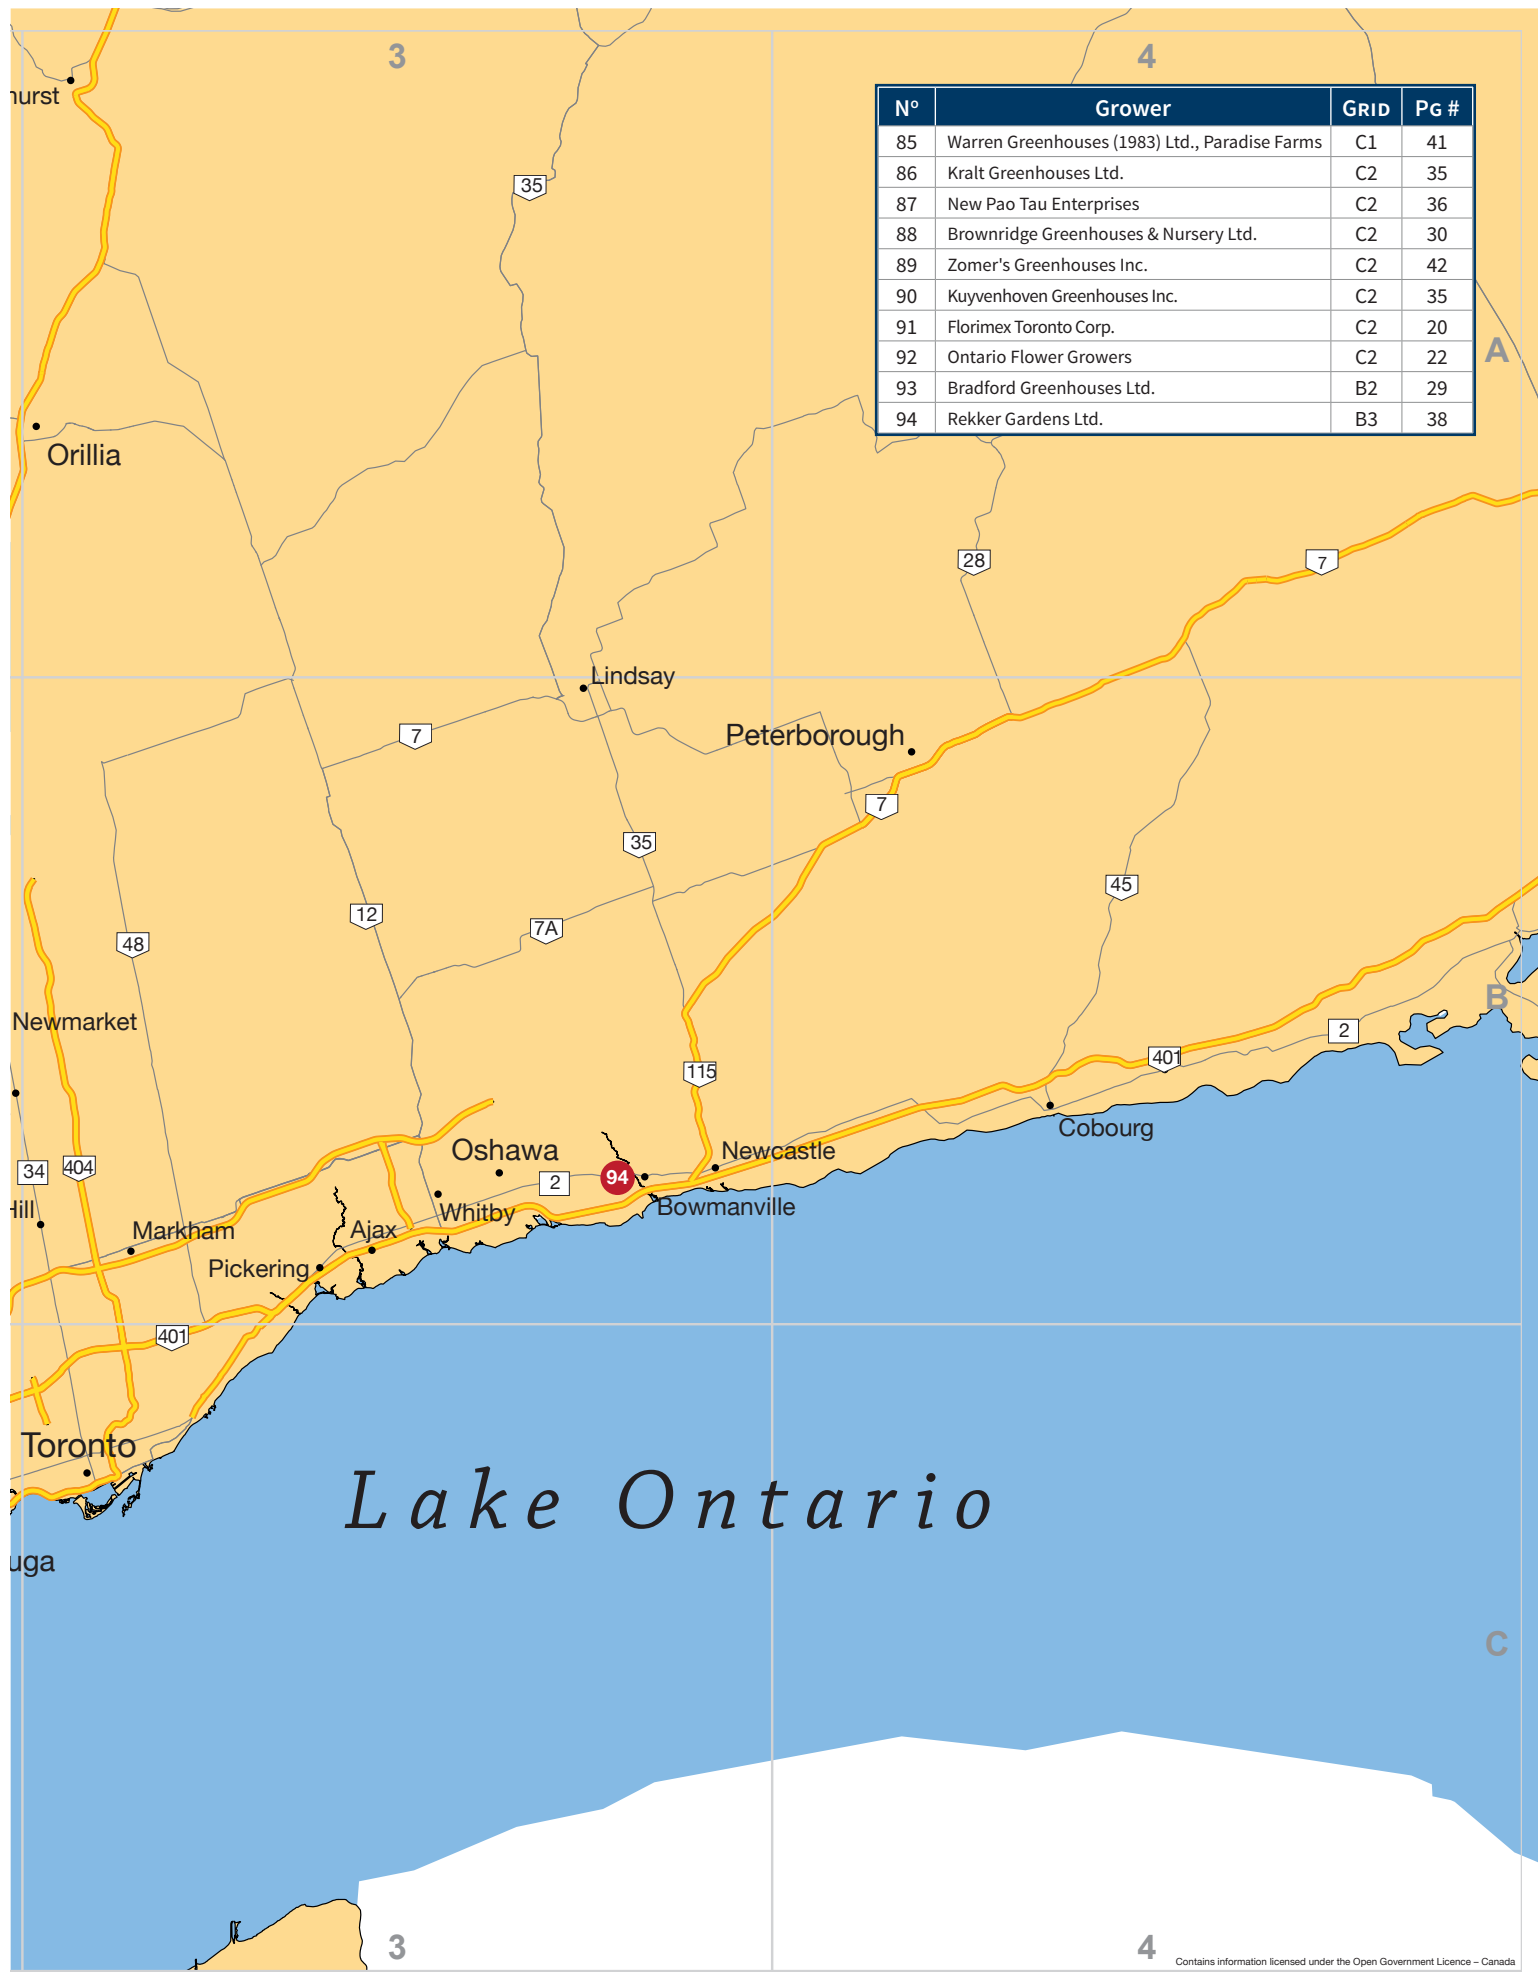 3
4
hurst
Nº Grower Grid Pg #
85 Warren Greenhouses (1983) Ltd., Paradise Farms C1 41
86 Kralt Greenhouses Ltd. C2 35
87 New Pao Tau Enterprises C2 36
88 Brownridge Greenhouses & Nursery Ltd. C2 30
89 Zomer's Greenhouses Inc. C2 42
90 Kuyvenhoven Greenhouses Inc. C2 35
91 Florimex Toronto Corp. C2 20
92 Ontario Flower Growers C2 22
93 Bradford Greenhouses Ltd. B2 29
94 Rekker Gardens Ltd. B3 38
35
A
Orillia
28
7
Lindsay
7
Peterborough
7
35
45
12
7A
48
B
Newmarket
2
401
115
Cobourg
Oshawa
Newcastle
34
404
2
94
Hill
Whitby
Bowmanville
Markham
Ajax
Pickering
401
Toronto
Lake Ontario
uga
C
3
4
Contains information licensed under the Open Government Licence – Canada